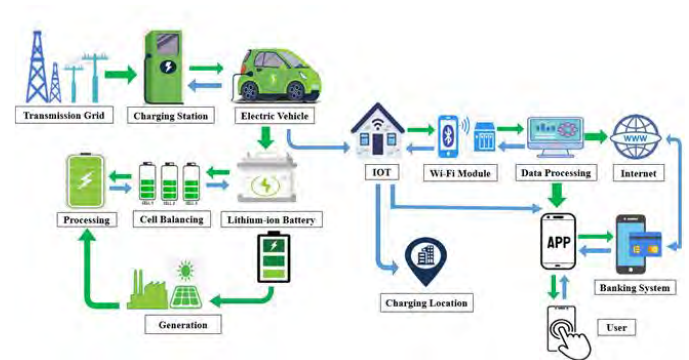 WWW
Transmission Grid
Charging Station
Electric Vehicle
IOT
Wi-Fi Module
Data Processing
Internet
Processing
Cell Balancing
Lithium-ion Battery
APP
Charging Location
Banking System
Generation
User